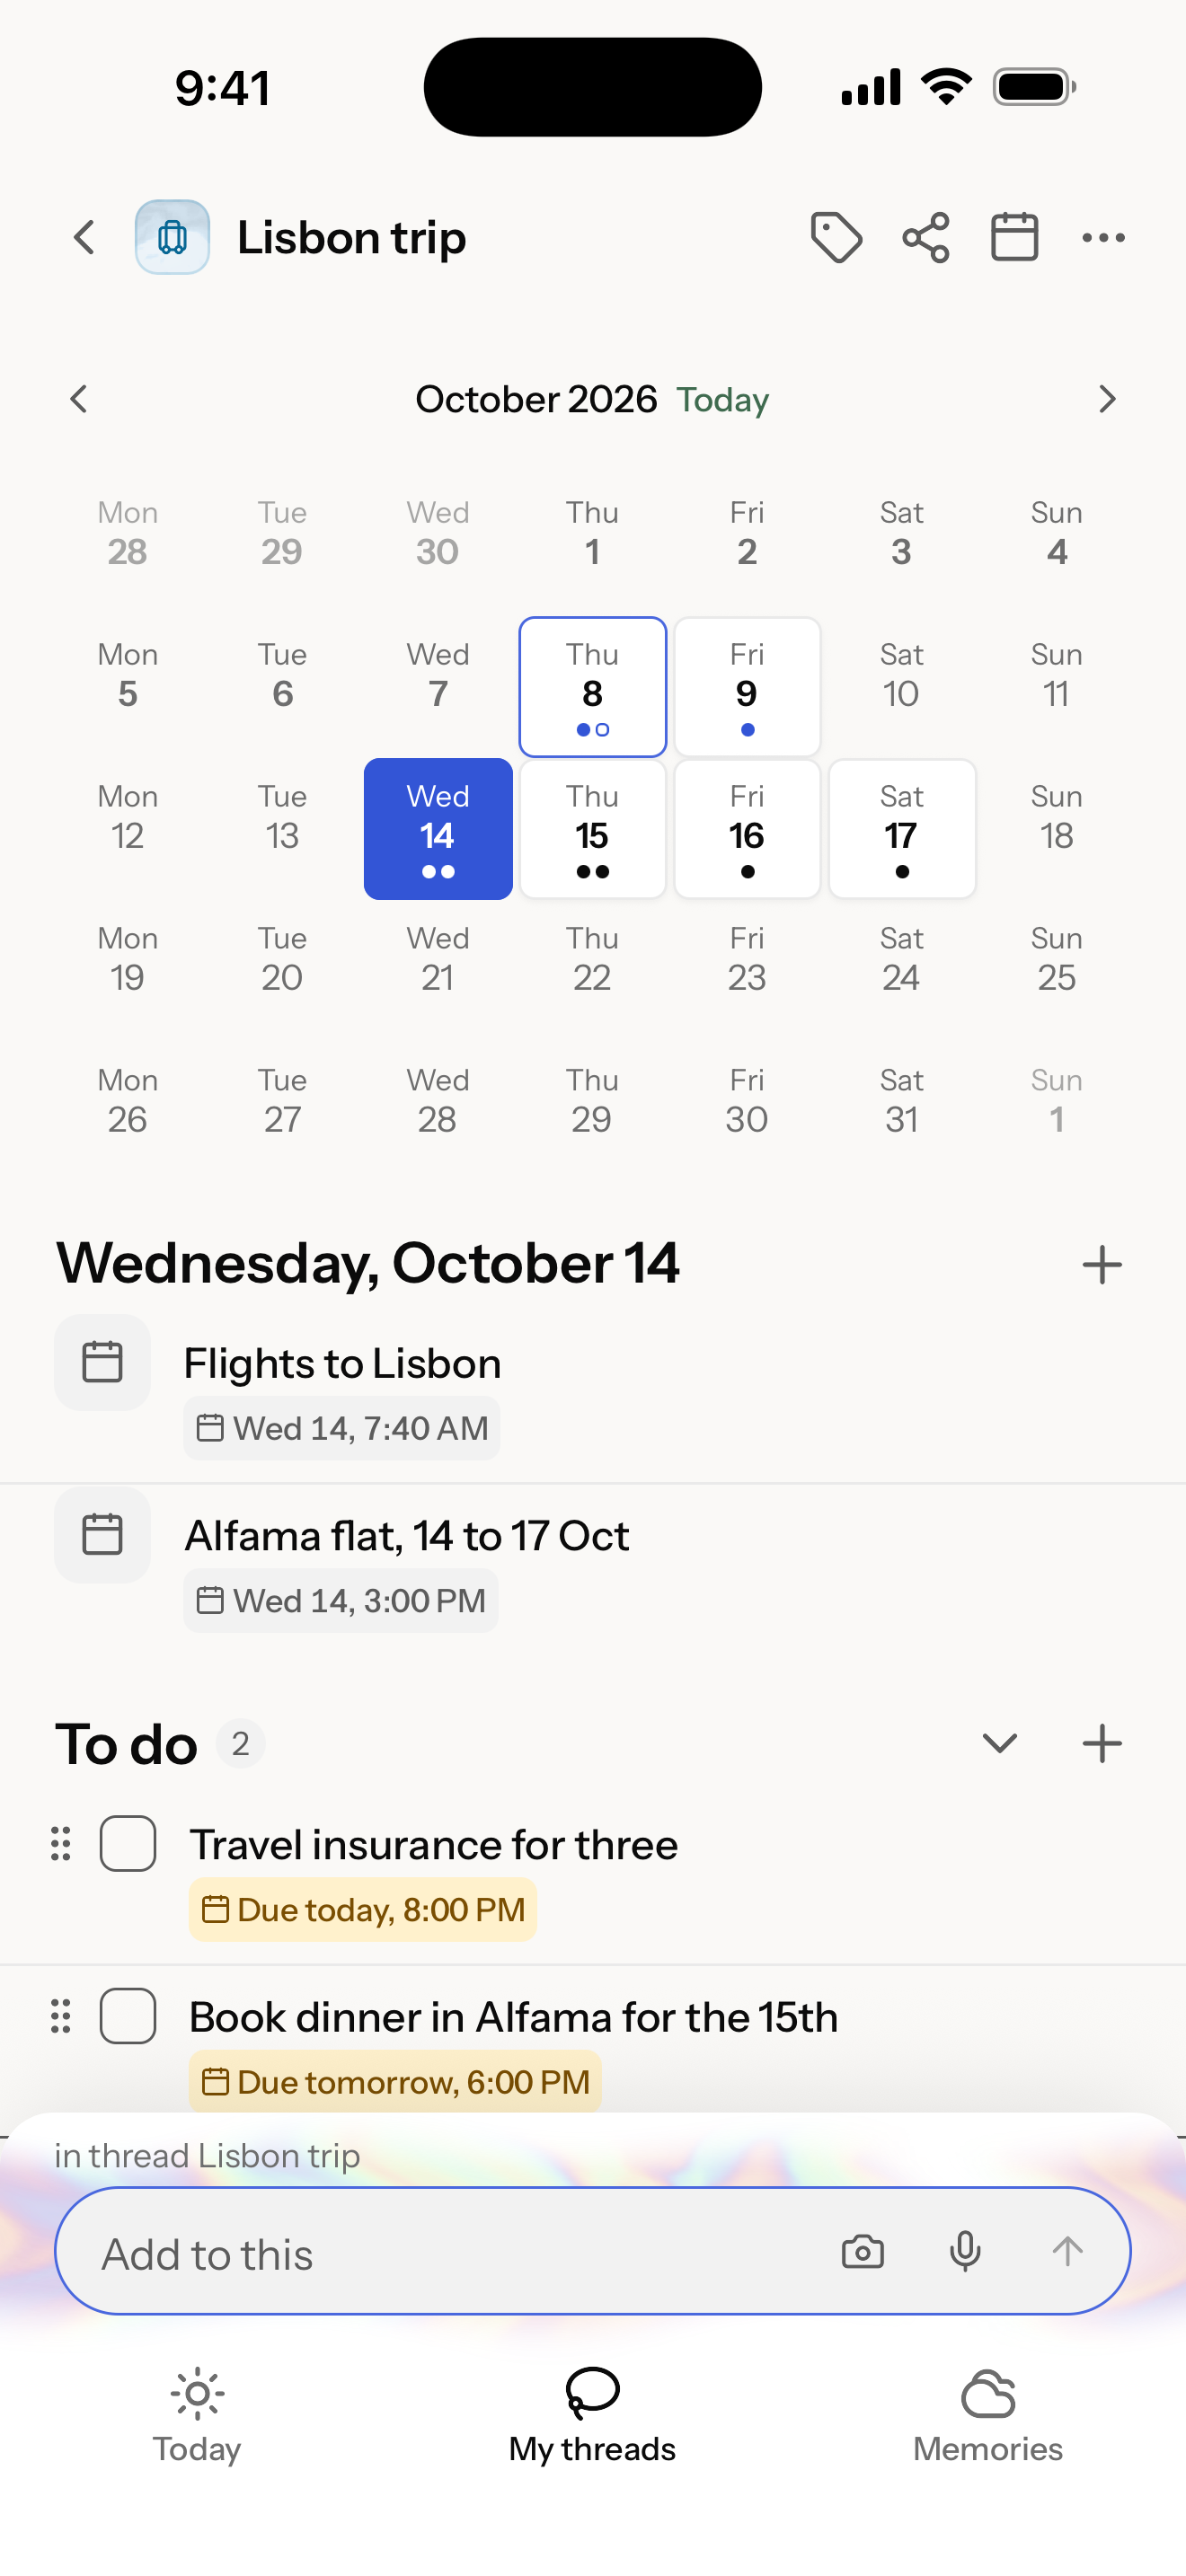 9:41
Lisbon trip
October 2026 Today
Mon Tue Wed Thu Fri Sat Sun
28 29 30 1 2 3 4
Mon Tue Wed Thu Fri Sat Sun
5 6 7 8 9 10 11
Mon Tue Wed Thu Fri Sat Sun
12 13 14 15 16 17 18
Mon Tue Wed Thu Fri Sat Sun
19 20 21 22 23 24 25
Mon Tue Wed Thu Fri Sat Sun
26 27 28 29 30 31 1
Wednesday, October 14
Flights to Lisbon
Wed 14, 7:40 AM
Alfama flat, 14 to 17 Oct
Wed 14, 3:00 PM
To do 2
Travel insurance for three
Due today, 8:00 PM
Book dinner in Alfama for the 15th
Due tomorrow, 6:00 PM
in thread Lisbon trip
Add to this
Today My threads Memories